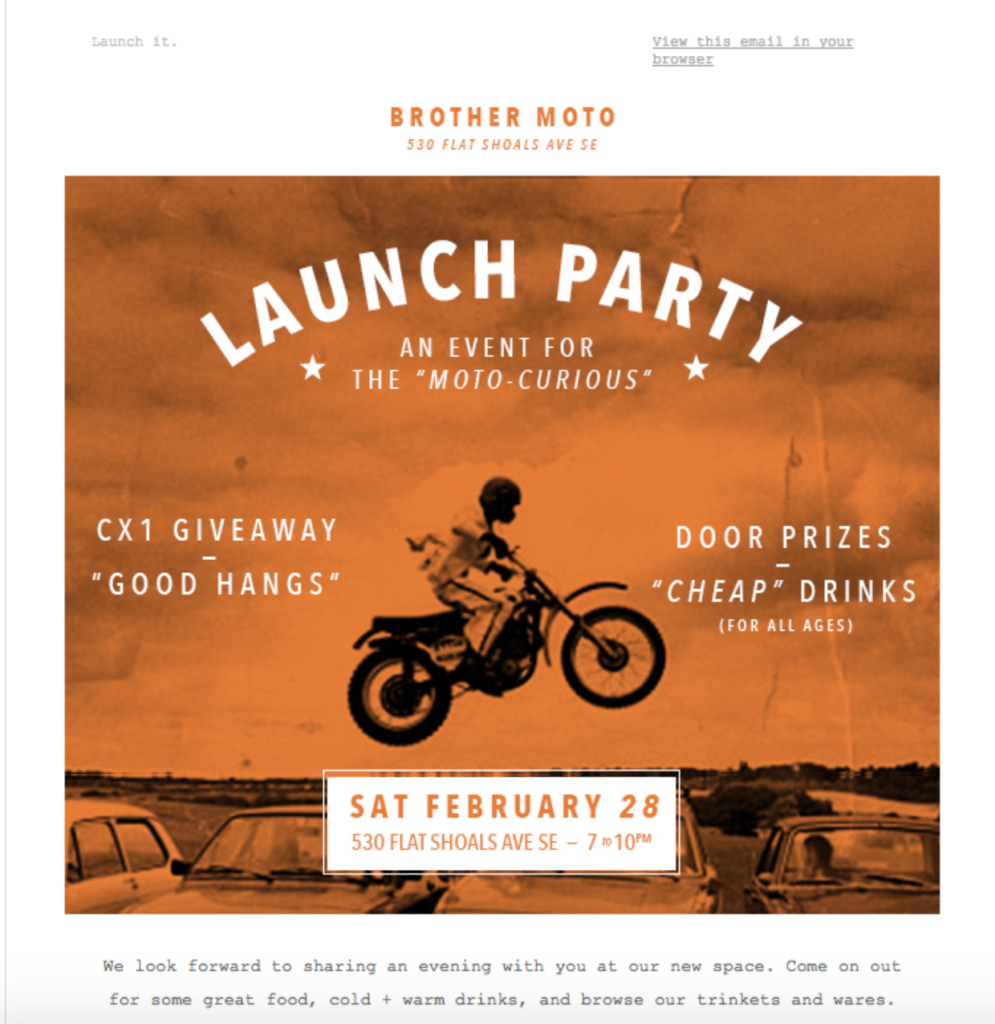 Launch it.
View this email in your
browser
BROTHER MOTO
530 FLAT SHOALS AVE SE
LAUNCH PARTY
AN EVENT FOR
THE "MOTO-CURIOUS"
CX1 GIVEAWAY
–
"GOOD HANGS"
DOOR PRIZES
–
"CHEAP" DRINKS
(FOR ALL AGES)
SAT FEBRUARY 28
530 FLAT SHOALS AVE SE – 7 TO 10PM
We look forward to sharing an evening with you at our new space. Come on out
for some great food, cold + warm drinks, and browse our trinkets and wares.